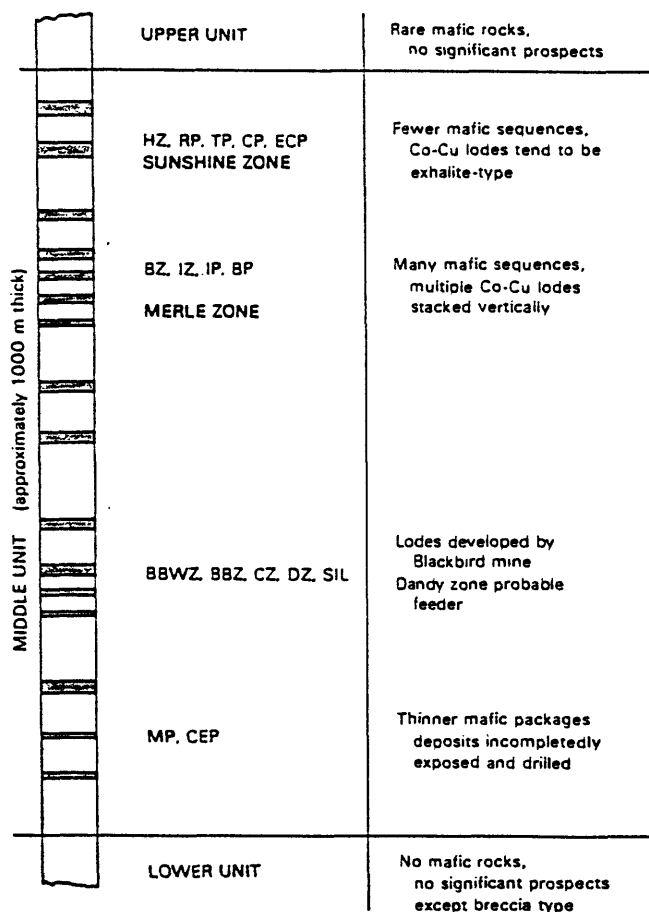 UPPER UNIT
Rare mafic rocks,
no significant prospects
HZ, RP, TP, CP, ECP
SUNSHINE ZONE
Fewer mafic sequences,
Co-Cu lodes tend to be
exhalite-type
BZ, IZ, IP, BP
MERLE ZONE
Many mafic sequences,
multiple Co-Cu lodes
stacked vertically
MIDDLE UNIT (approximately 1000 m thick)
BBWZ, BBZ, CZ, DZ, SIL
Lodes developed by
Blackbird mine
Dandy zone probable
feeder
MP, CEP
Thinner mafic packages
deposits incompletedly
exposed and drilled
LOWER UNIT
No mafic rocks,
no significant prospects
except breccia type